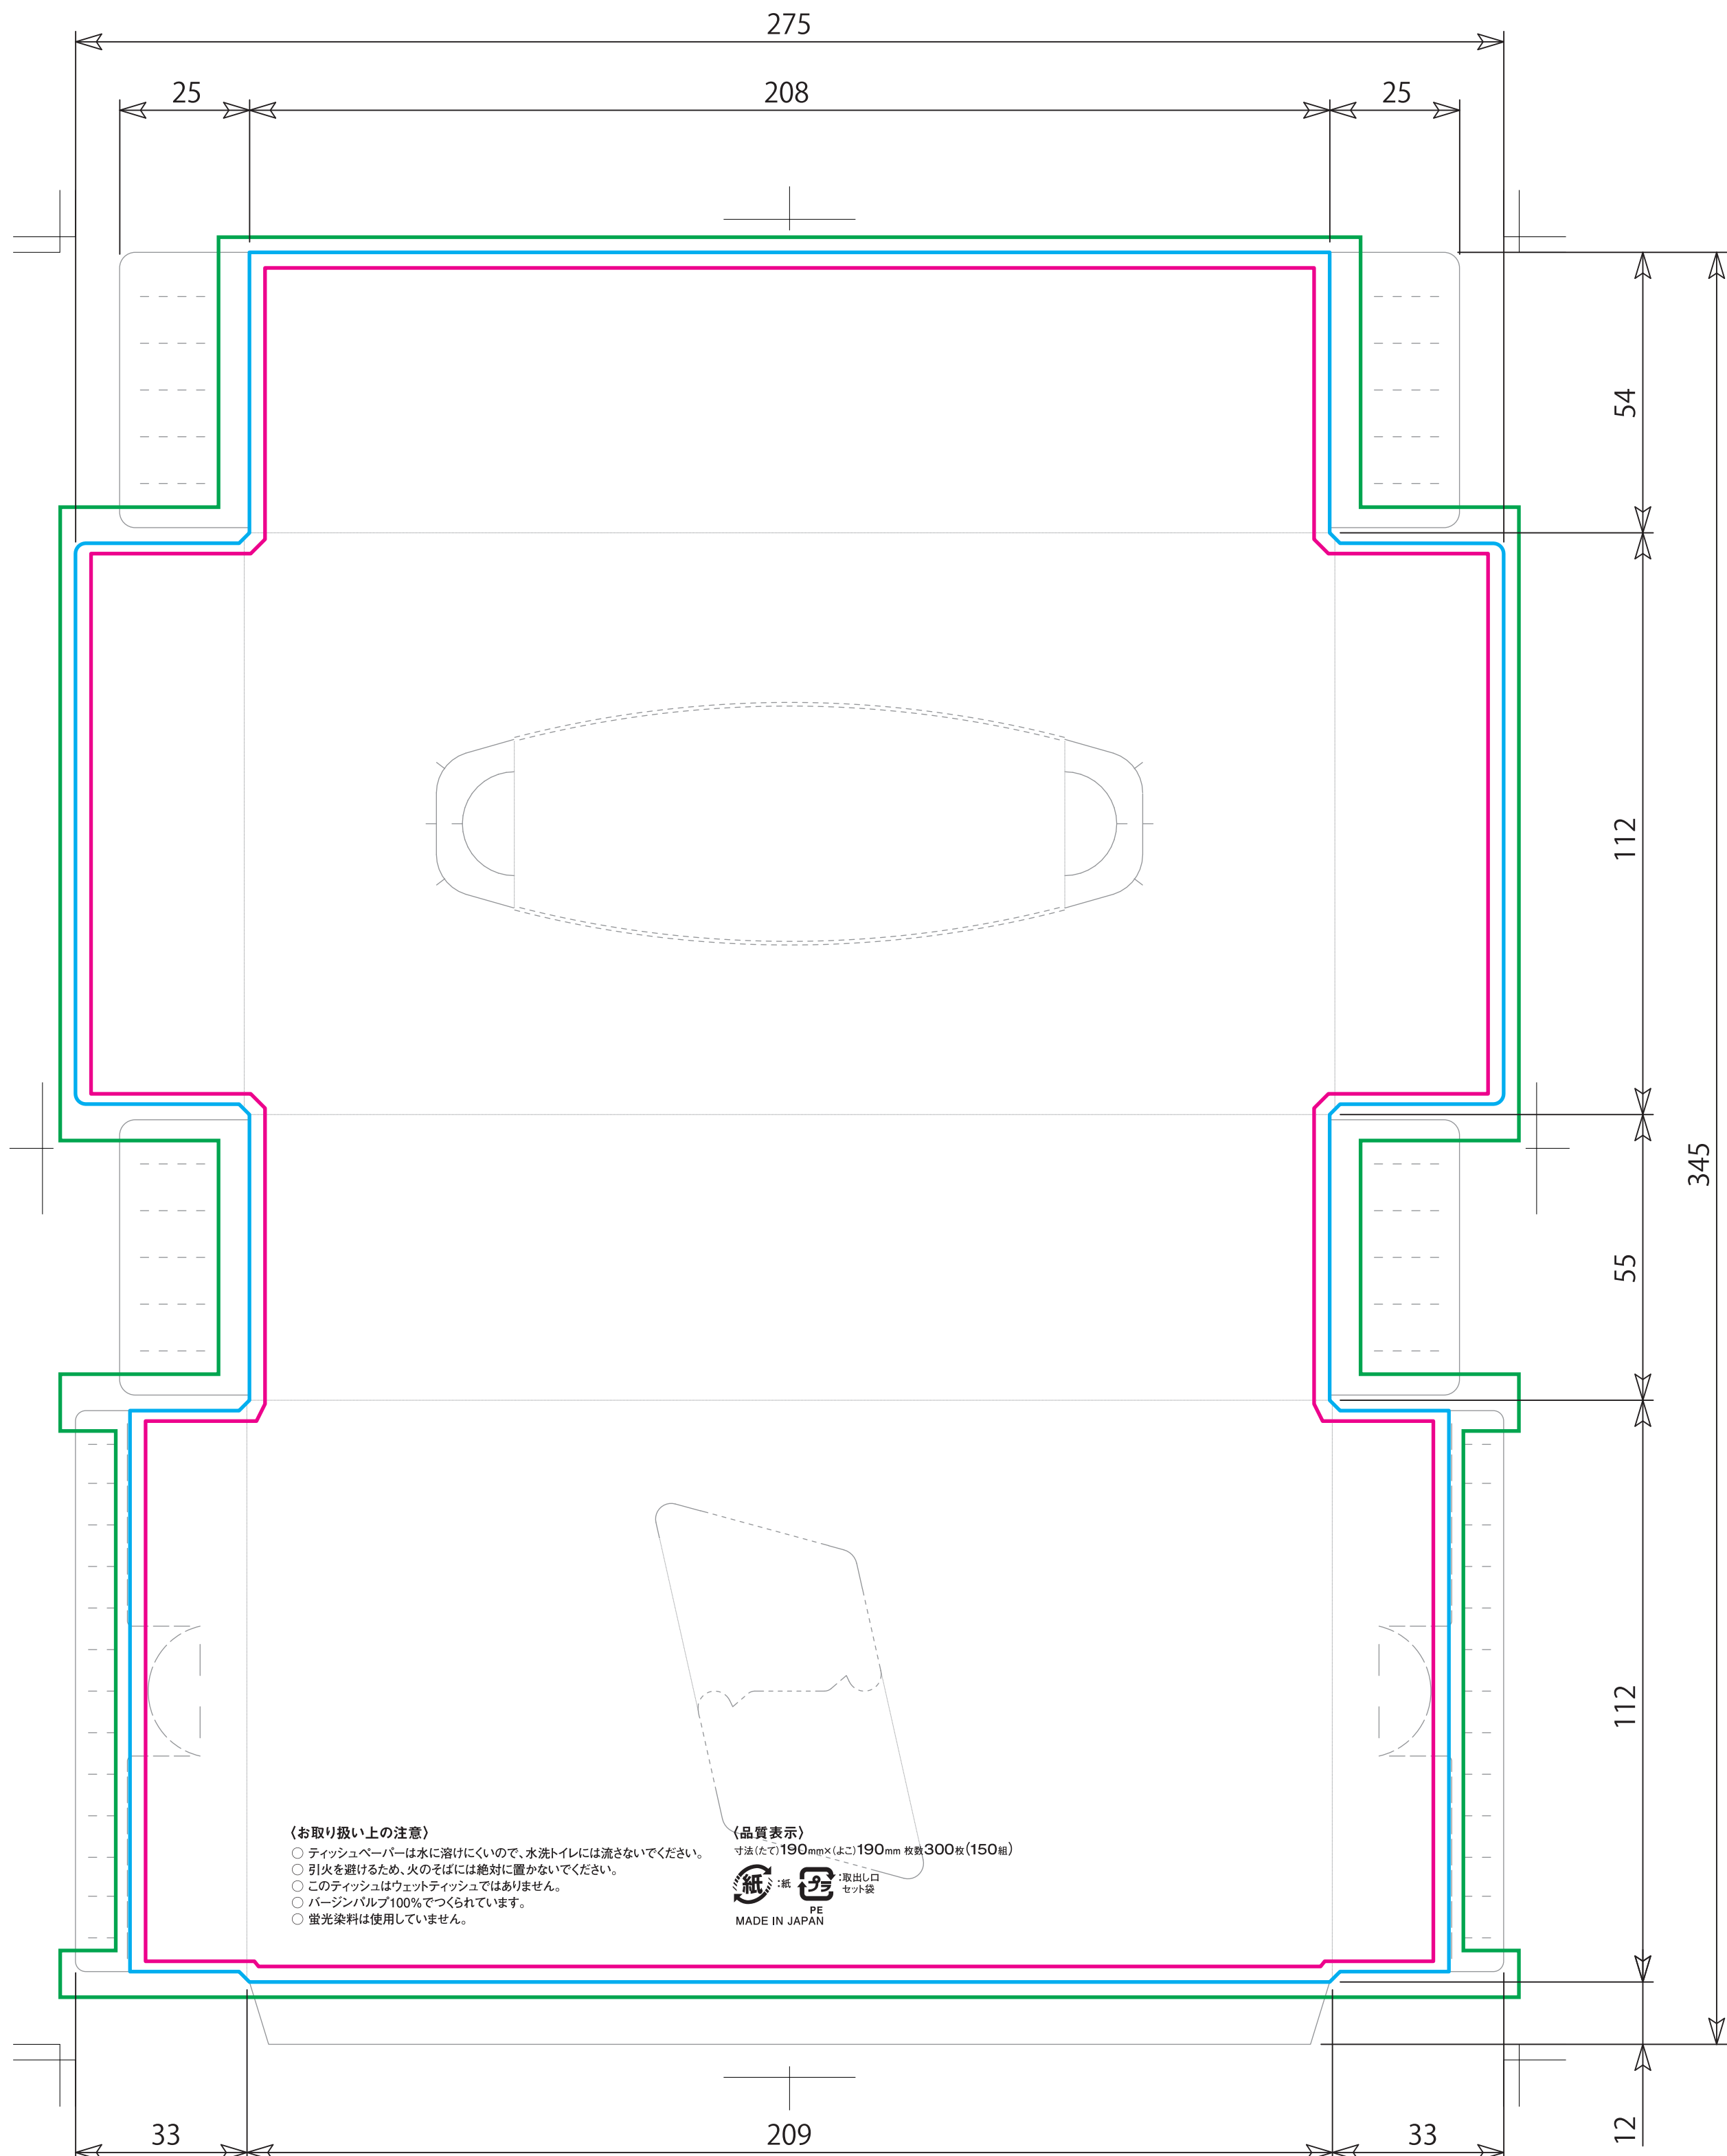 275
25
208
25
54
112
345
55
112
〈お取り扱い上の注意〉
○ ティッシュペーパーは水に溶けにくいので、水洗トイレには流さないでください。
○ 引火を避けるため、火のそばには絶対に置かないでください。
○ このティッシュはウェットティッシュではありません。
○ バージンパルプ100%でつくられています。
○ 蛍光染料は使用していません。
〈品質表示〉
寸法(たて)190mm×(よこ)190mm 枚数300枚(150組)
紙
:紙
プラ
:取出し口
セット袋
PE
MADE IN JAPAN
33
209
33
12